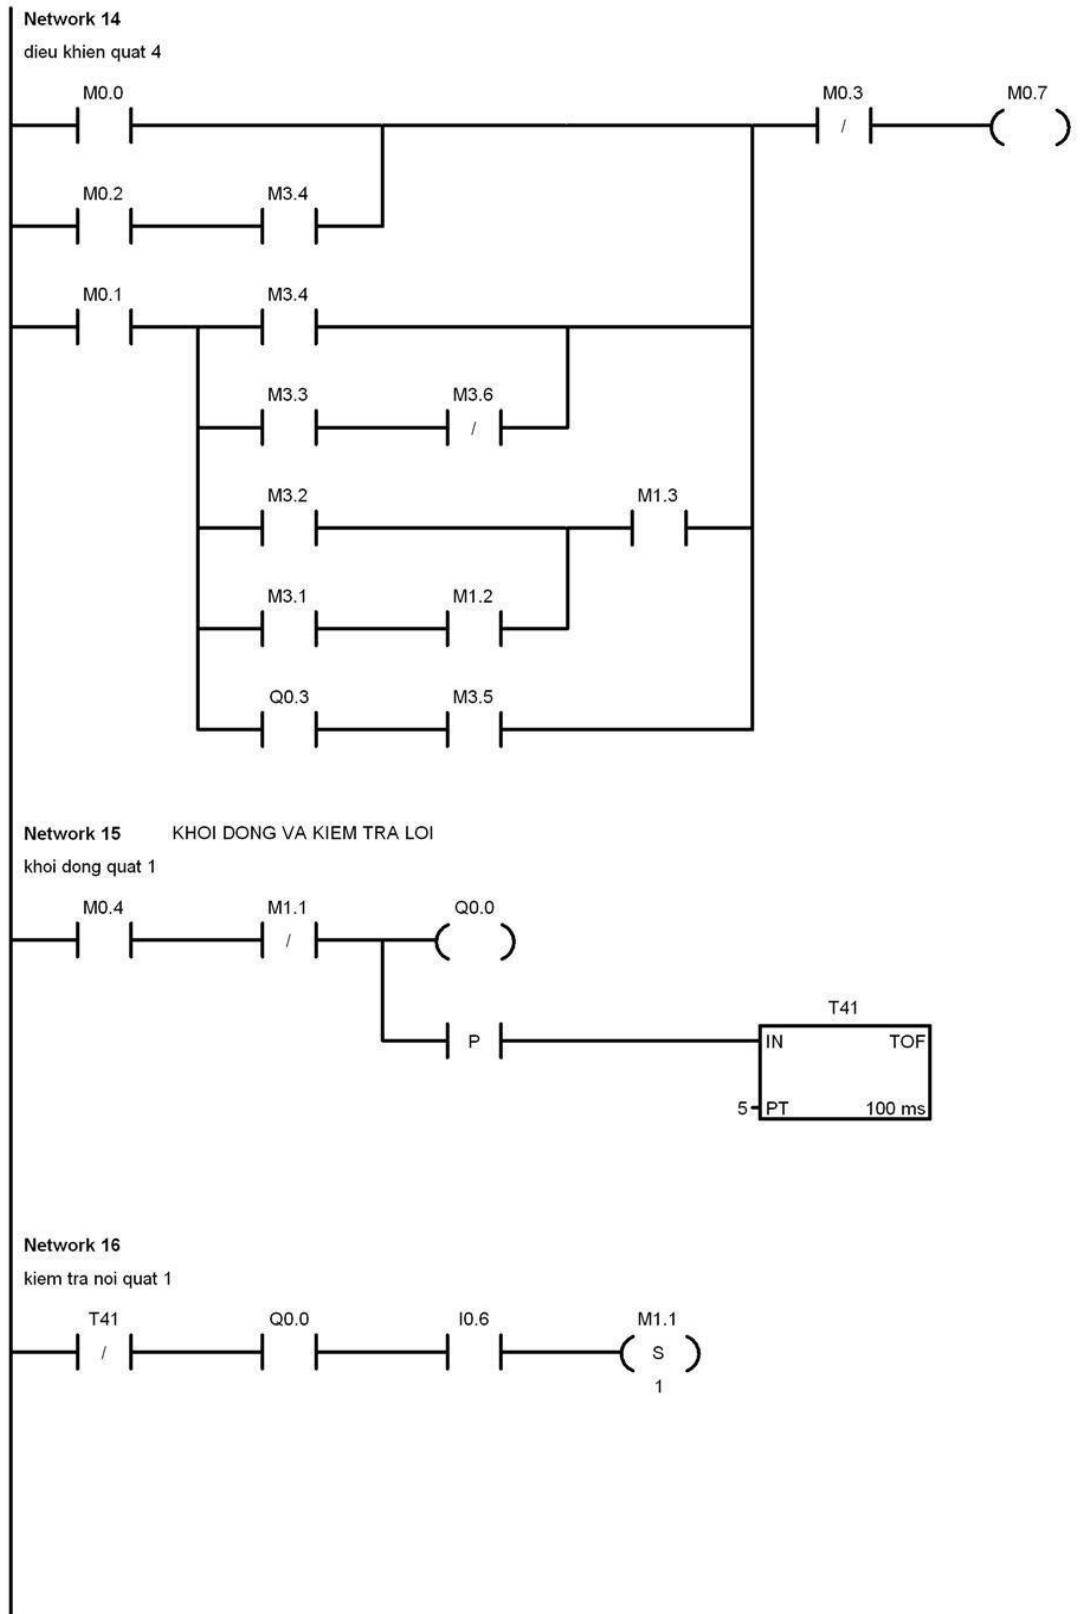 Network 14
dieu khien quat 4
M0.0 M0.3 M0.7
/
M0.2 M3.4
M0.1 M3.4
M3.3 M3.6
/
M3.2 M1.3
M3.1 M1.2
Q0.3 M3.5
Network 15 KHOI DONG VA KIEM TRA LOI
khoi dong quat 1
M0.4 M1.1 Q0.0
/
T41
P IN TOF
5 PT 100 ms
Network 16
kiem tra noi quat 1
T41 Q0.0 I0.6 M1.1
/ S
1